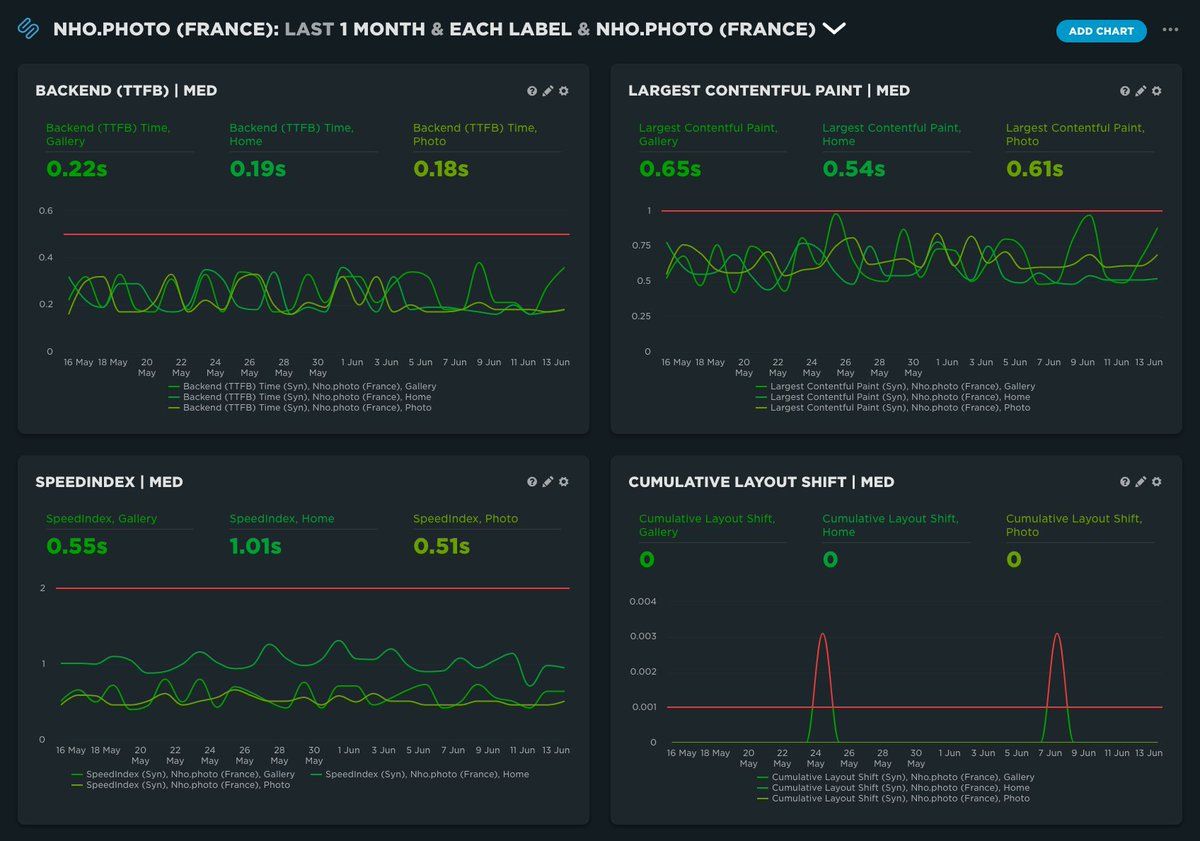 NHO.PHOTO (FRANCE): LAST 1 MONTH & EACH LABEL & NHO.PHOTO (FRANCE)
ADD CHART
BACKEND (TTFB) | MED
Backend (TTFB) Time, Gallery
0.22s
Backend (TTFB) Time, Home
0.19s
Backend (TTFB) Time, Photo
0.18s
0.6
0.4
0.2
0
16 May 18 May 20 May 22 May 24 May 26 May 28 May 30 May 1 Jun 3 Jun 5 Jun 7 Jun 9 Jun 11 Jun 13 Jun
Backend (TTFB) Time (Syn), Nho.photo (France), Gallery
Backend (TTFB) Time (Syn), Nho.photo (France), Home
Backend (TTFB) Time (Syn), Nho.photo (France), Photo
LARGEST CONTENTFUL PAINT | MED
Largest Contentful Paint, Gallery
0.65s
Largest Contentful Paint, Home
0.54s
Largest Contentful Paint, Photo
0.61s
1
0.75
0.5
0.25
0
16 May 18 May 20 May 22 May 24 May 26 May 28 May 30 May 1 Jun 3 Jun 5 Jun 7 Jun 9 Jun 11 Jun 13 Jun
Largest Contentful Paint (Syn), Nho.photo (France), Gallery
Largest Contentful Paint (Syn), Nho.photo (France), Home
Largest Contentful Paint (Syn), Nho.photo (France), Photo
SPEEDINDEX | MED
SpeedIndex, Gallery
0.55s
SpeedIndex, Home
1.01s
SpeedIndex, Photo
0.51s
2
1
0
16 May 18 May 20 May 22 May 24 May 26 May 28 May 30 May 1 Jun 3 Jun 5 Jun 7 Jun 9 Jun 11 Jun 13 Jun
SpeedIndex (Syn), Nho.photo (France), Gallery
SpeedIndex (Syn), Nho.photo (France), Home
SpeedIndex (Syn), Nho.photo (France), Photo
CUMULATIVE LAYOUT SHIFT | MED
Cumulative Layout Shift, Gallery
0
Cumulative Layout Shift, Home
0
Cumulative Layout Shift, Photo
0
0.004
0.003
0.002
0.001
0
16 May 18 May 20 May 22 May 24 May 26 May 28 May 30 May 1 Jun 3 Jun 5 Jun 7 Jun 9 Jun 11 Jun 13 Jun
Cumulative Layout Shift (Syn), Nho.photo (France), Gallery
Cumulative Layout Shift (Syn), Nho.photo (France), Home
Cumulative Layout Shift (Syn), Nho.photo (France), Photo